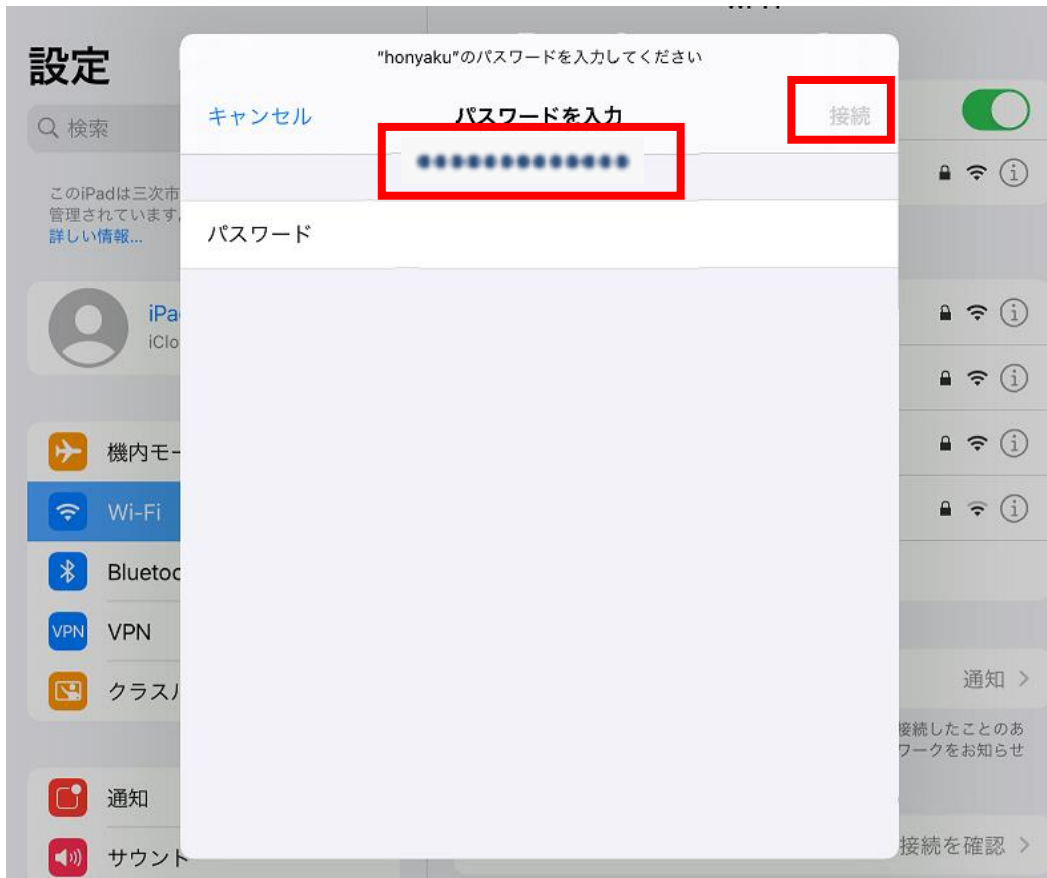 設定
検索
このiPadは三次市
管理されています
詳しい情報...
iPa
iClo
機内モー
Wi-Fi
Bluetoo
VPN
VPN
クラスル
通知
サウンド
"honyaku"のパスワードを入力してください
キャンセル
パスワードを入力
接続
●●●●●●●●●●●●●
パスワード
通知
接続したことのあ
ワークをお知らせ
接続を確認